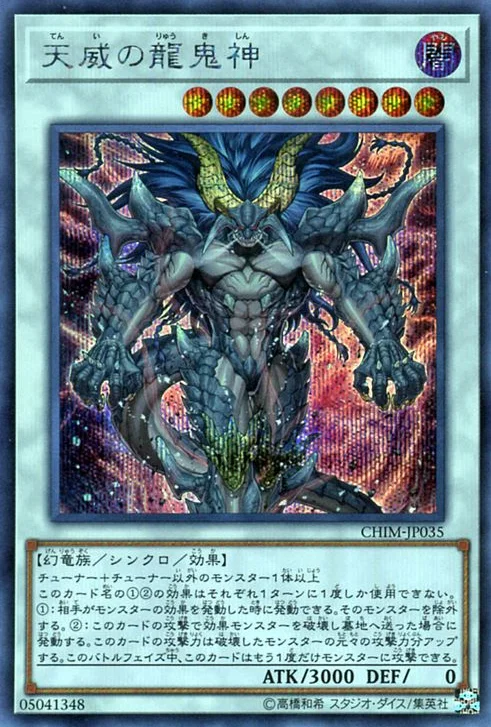 天威の龍鬼神
闇
CHIM-JP035
【幻竜族／シンクロ／効果】
チューナー＋チューナー以外のモンスター1体以上
このカード名の①②の効果はそれぞれ1ターンに1度しか使用できない。
①：相手がモンスターの効果を発動した時に発動できる。そのモンスターを除外
する。②：このカードの攻撃で効果モンスターを破壊し墓地へ送った場合に
発動する。このカードの攻撃力は破壊したモンスターの元々の攻撃力分アップ
する。このバトルフェイズ中、このカードはもう1度だけモンスターに攻撃できる。
ATK/3000 DEF/ 0
05041348
©高橋和希 スタジオ・ダイス/集英社